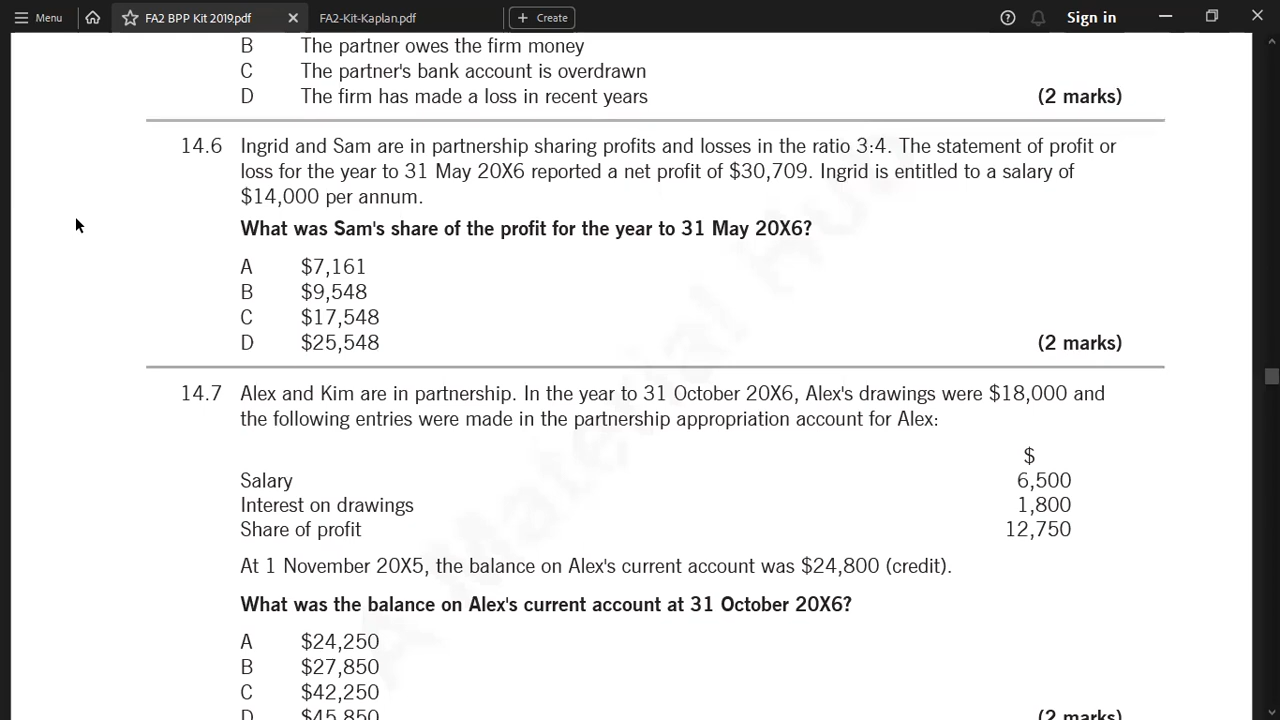 Menu FA2 BPP Kit 2019.pdf FA2-Kit-Kaplan.pdf + Create Sign in
B The partner owes the firm money
C The partner's bank account is overdrawn
D The firm has made a loss in recent years (2 marks)
14.6 Ingrid and Sam are in partnership sharing profits and losses in the ratio 3:4. The statement of profit or
loss for the year to 31 May 20X6 reported a net profit of $30,709. Ingrid is entitled to a salary of
$14,000 per annum.
What was Sam's share of the profit for the year to 31 May 20X6?
A $7,161
B $9,548
C $17,548
D $25,548 (2 marks)
14.7 Alex and Kim are in partnership. In the year to 31 October 20X6, Alex's drawings were $18,000 and
the following entries were made in the partnership appropriation account for Alex:
$
Salary 6,500
Interest on drawings 1,800
Share of profit 12,750
At 1 November 20X5, the balance on Alex's current account was $24,800 (credit).
What was the balance on Alex's current account at 31 October 20X6?
A $24,250
B $27,850
C $42,250
D $45,850 (2 marks)